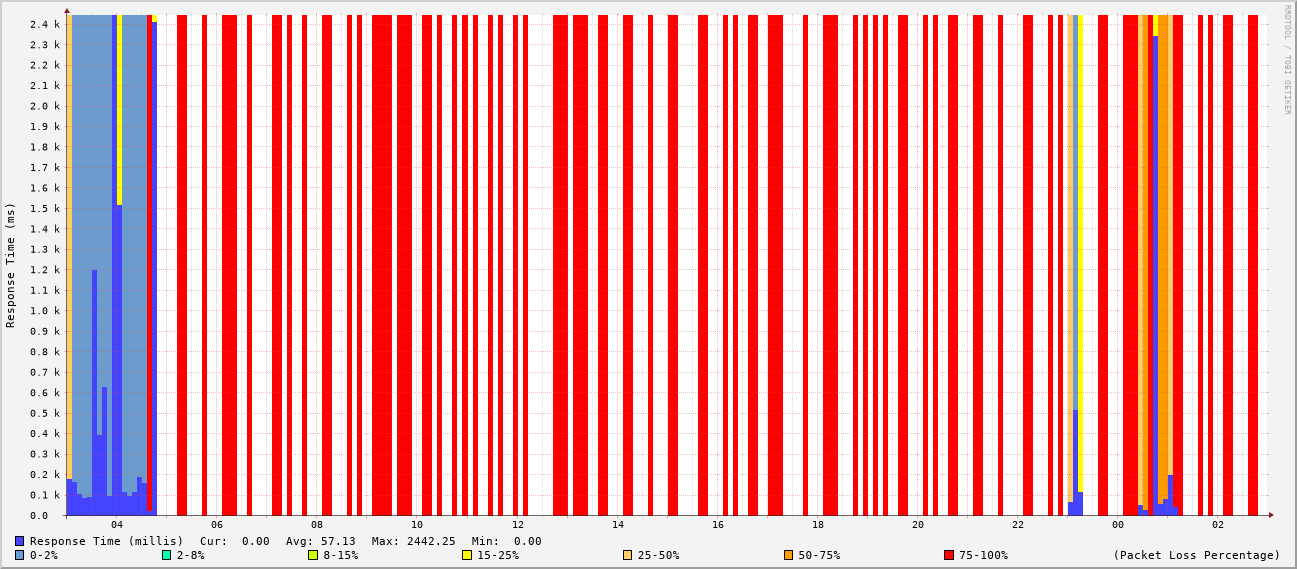 RRDTOOL / TOBI OETIKER
Response Time (ms)
2.4 k
2.3 k
2.2 k
2.1 k
2.0 k
1.9 k
1.8 k
1.7 k
1.6 k
1.5 k
1.4 k
1.3 k
1.2 k
1.1 k
1.0 k
0.9 k
0.8 k
0.7 k
0.6 k
0.5 k
0.4 k
0.3 k
0.2 k
0.1 k
0.0
04 06 08 10 12 14 16 18 20 22 00 02
Response Time (millis) Cur: 0.00 Avg: 57.13 Max: 2442.25 Min: 0.00
0-2% 2-8% 8-15% 15-25% 25-50% 50-75% 75-100% (Packet Loss Percentage)